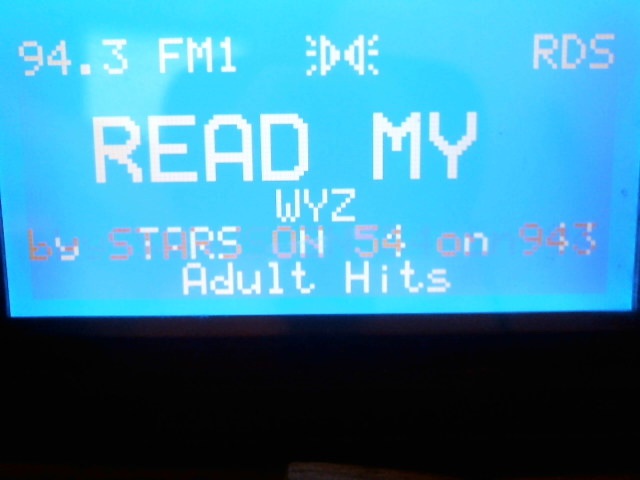 94.3 FM1 RDS
READ MY
WYZ
by STARS ON 54 on 943
Adult Hits